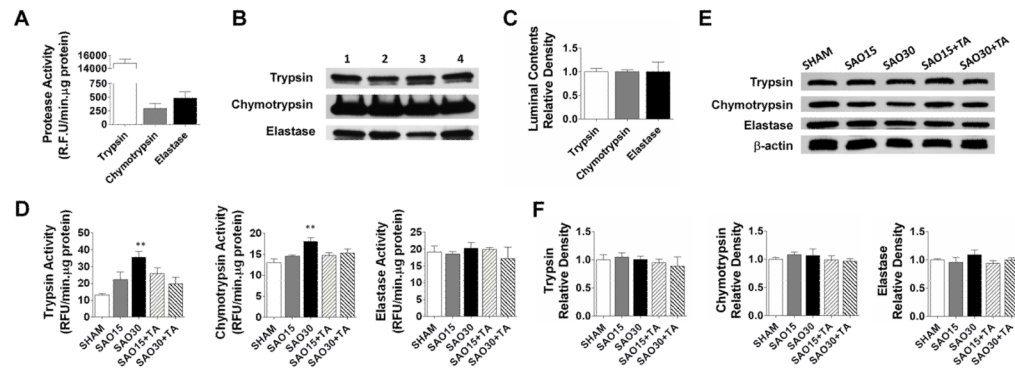 A
Protease Activity
(R.F.U/min.µg protein)
16000
14000
750
500
250
0
Trypsin
Chymotrypsin
Elastase
B
1 2 3 4
Trypsin
Chymotrypsin
Elastase
C
Luminal Contents
Relative Density
1.5
1.0
0.5
0.0
Trypsin
Chymotrypsin
Elastase
E
SHAM
SAO15
SAO30
SAO15+TA
SAO30+TA
Trypsin
Chymotrypsin
Elastase
β-actin
D
Trypsin Activity
(RFU/min.µg protein)
50
40
30
20
10
0
**
SHAM
SAO15
SAO30
SAO15+TA
SAO30+TA
Chymotrypsin Activity
(RFU/min.µg protein)
20
15
10
5
0
**
SHAM
SAO15
SAO30
SAO15+TA
SAO30+TA
Elastase Activity
(RFU/min.µg protein)
25
20
15
10
5
0
SHAM
SAO15
SAO30
SAO15+TA
SAO30+TA
F
Trypsin
Relative Density
1.5
1.0
0.5
0.0
SHAM
SAO15
SAO30
SAO15+TA
SAO30+TA
Chymotrypsin
Relative Density
1.5
1.0
0.5
0.0
SHAM
SAO15
SAO30
SAO15+TA
SAO30+TA
Elastase
Relative Density
1.5
1.0
0.5
0.0
SHAM
SAO15
SAO30
SAO15+TA
SAO30+TA